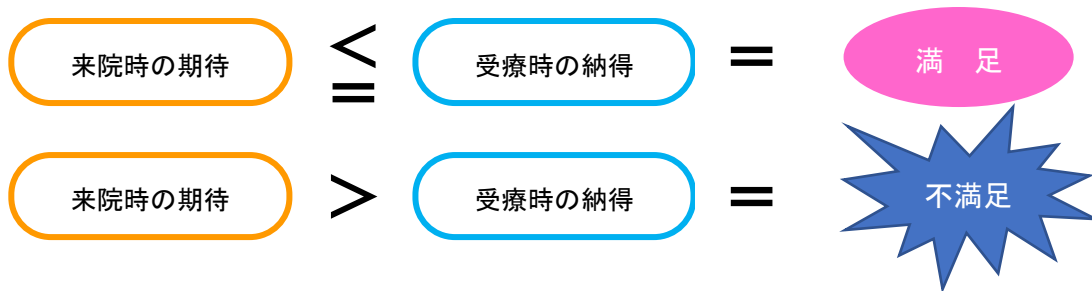 来院時の期待 ≦ 受療時の納得 = 満 足
来院時の期待 > 受療時の納得 = 不満足